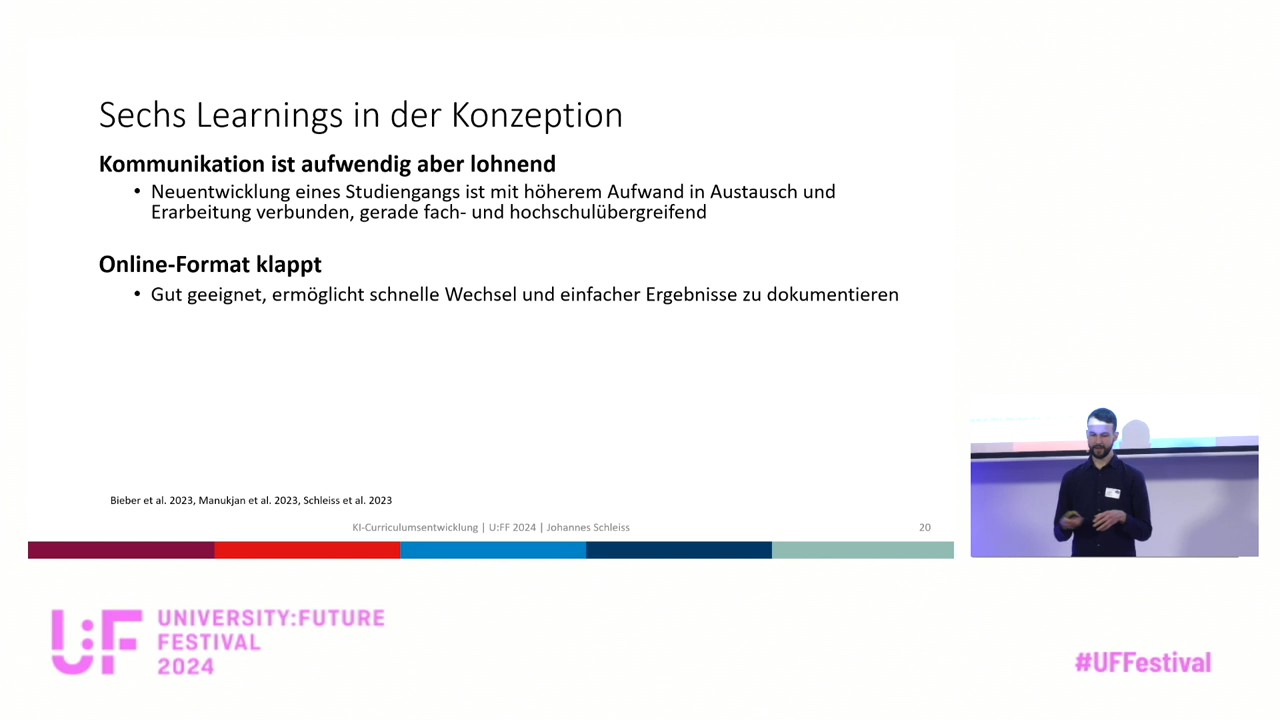 Sechs Learnings in der Konzeption
Kommunikation ist aufwendig aber lohnend
• Neuentwicklung eines Studiengangs ist mit höherem Aufwand in Austausch und
Erarbeitung verbunden, gerade fach- und hochschulübergreifend
Online-Format klappt
• Gut geeignet, ermöglicht schnelle Wechsel und einfacher Ergebnisse zu dokumentieren
Bieber et al. 2023, Manukjan et al. 2023, Schleiss et al. 2023
KI-Curriculumsentwicklung | U:FF 2024 | Johannes Schleiss
20
U:F
UNIVERSITY:FUTURE
FESTIVAL
2024
#UFFestival